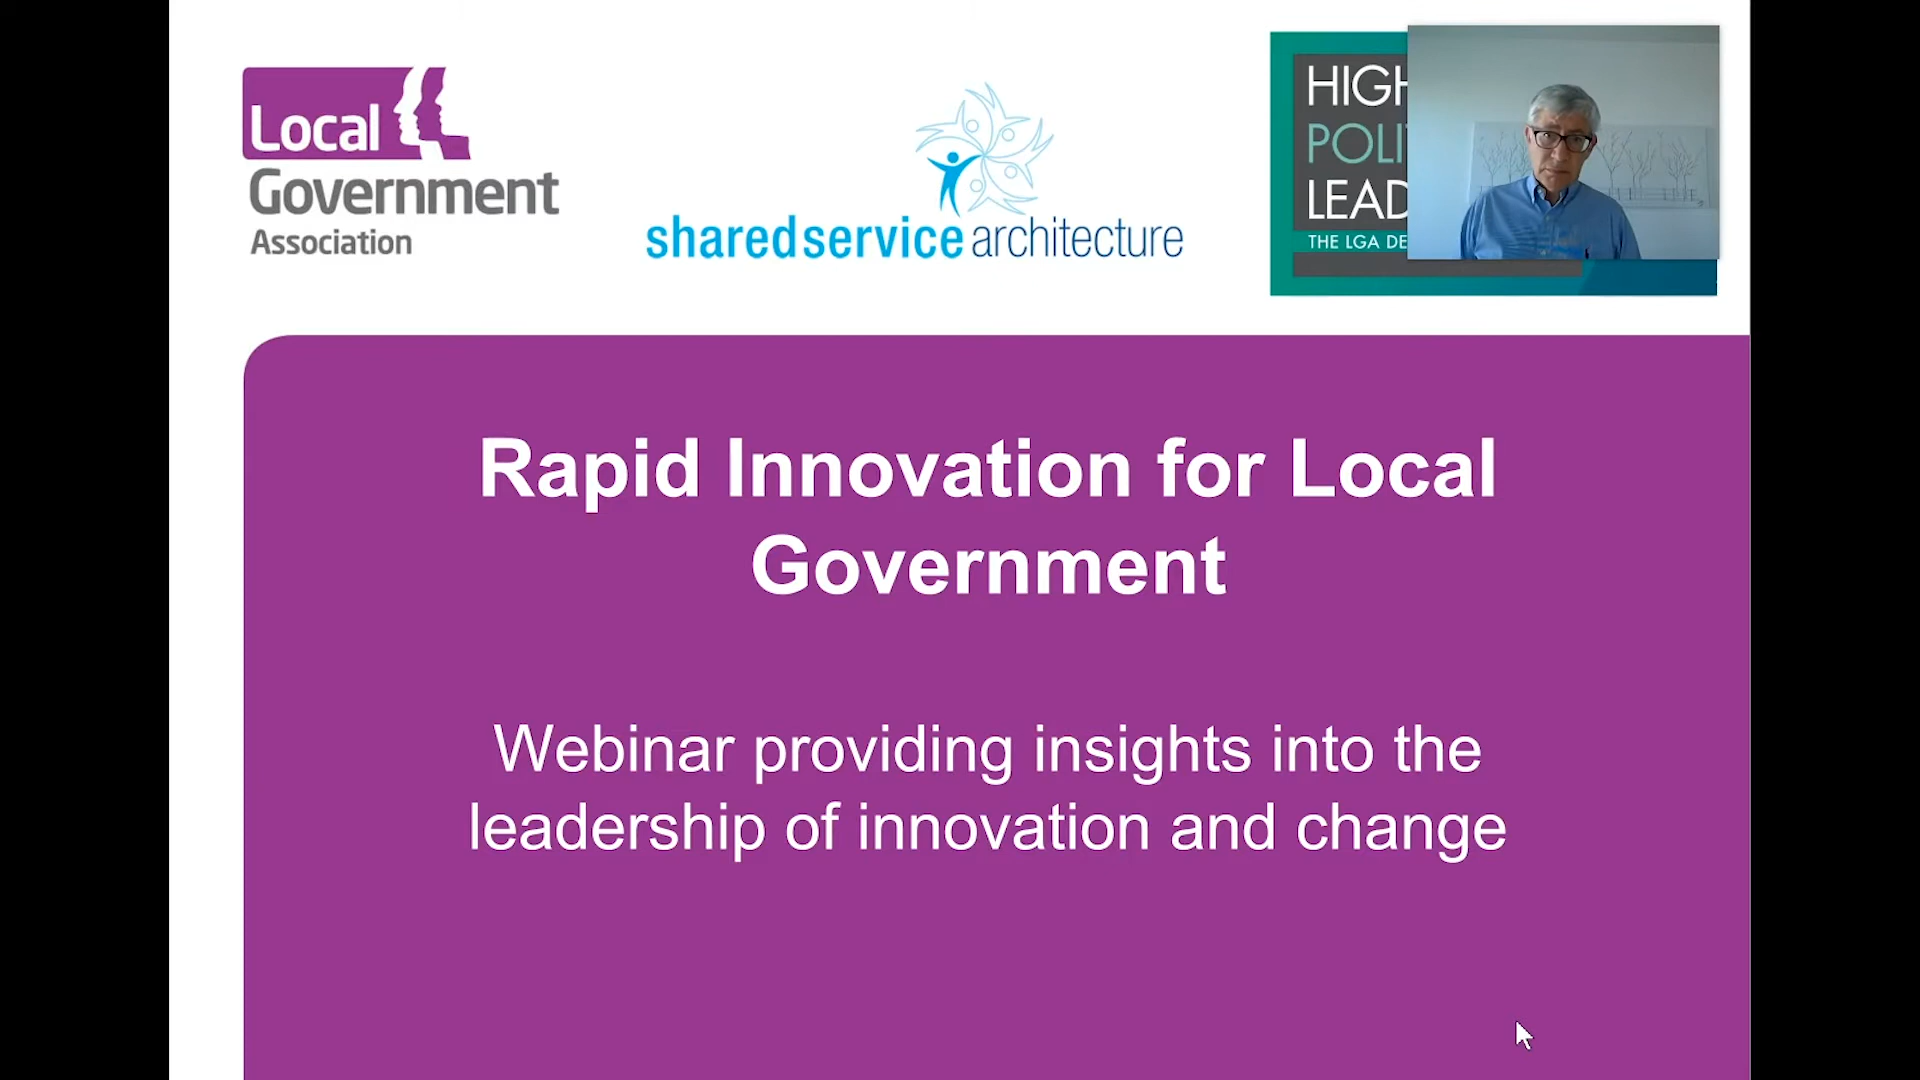 Local
Government
Association
sharedservicearchitecture
HIGH
POLI
LEAD
THE LGA DE
Rapid Innovation for Local
Government
Webinar providing insights into the
leadership of innovation and change